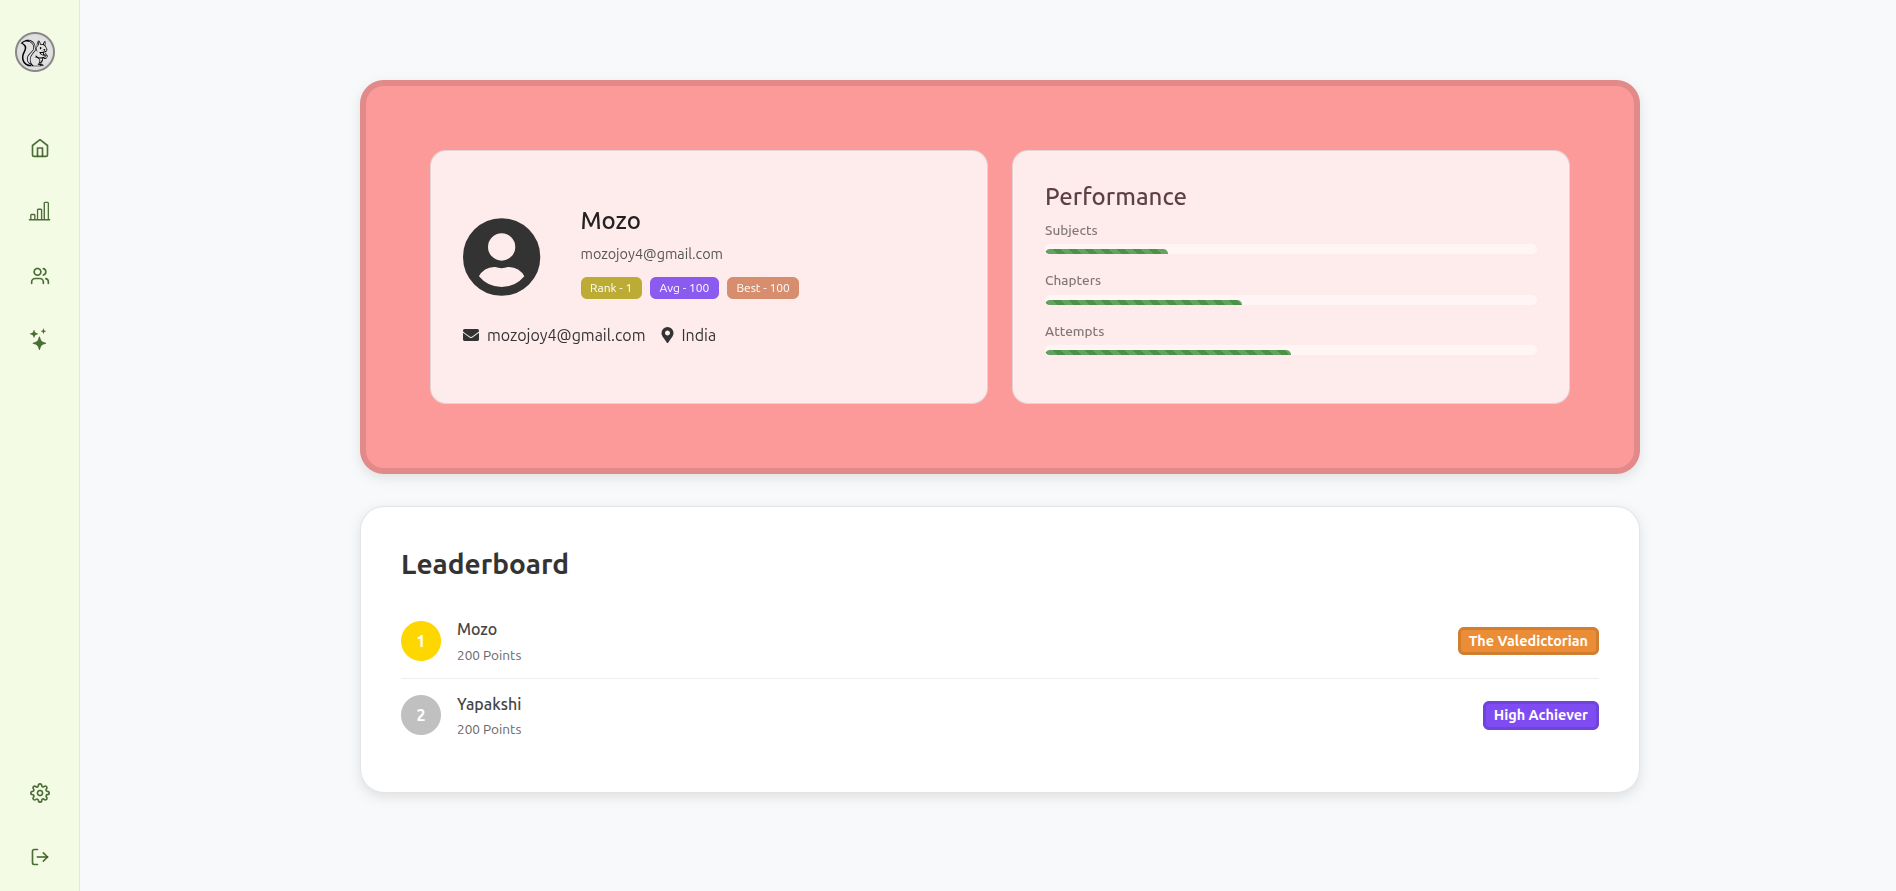 Mozo
mozojoy4@gmail.com
Rank - 1 Avg - 100 Best - 100
mozojoy4@gmail.com India
Performance
Subjects
Chapters
Attempts
Leaderboard
1
Mozo
200 Points
The Valedictorian
2
Yapakshi
200 Points
High Achiever